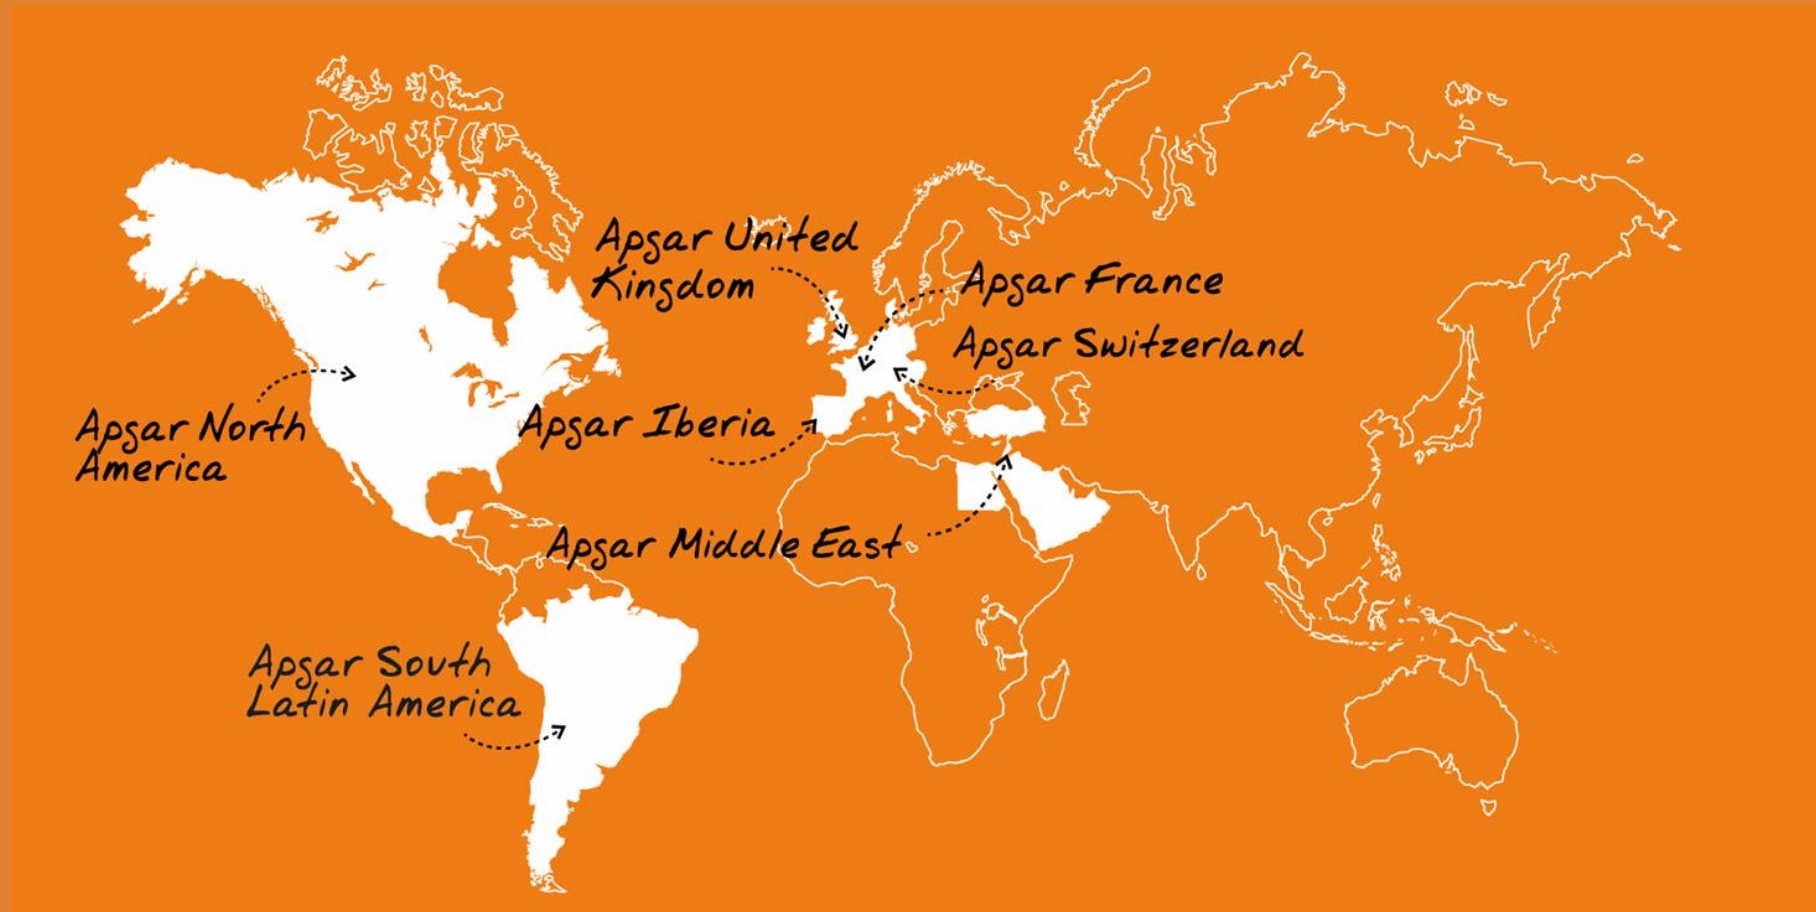 Apsar United
Kingdom
Apsar France
Apsar Switzerland
Apsar North
America
Apsar Iberia
Apsar Middle East
Apsar South
Latin America